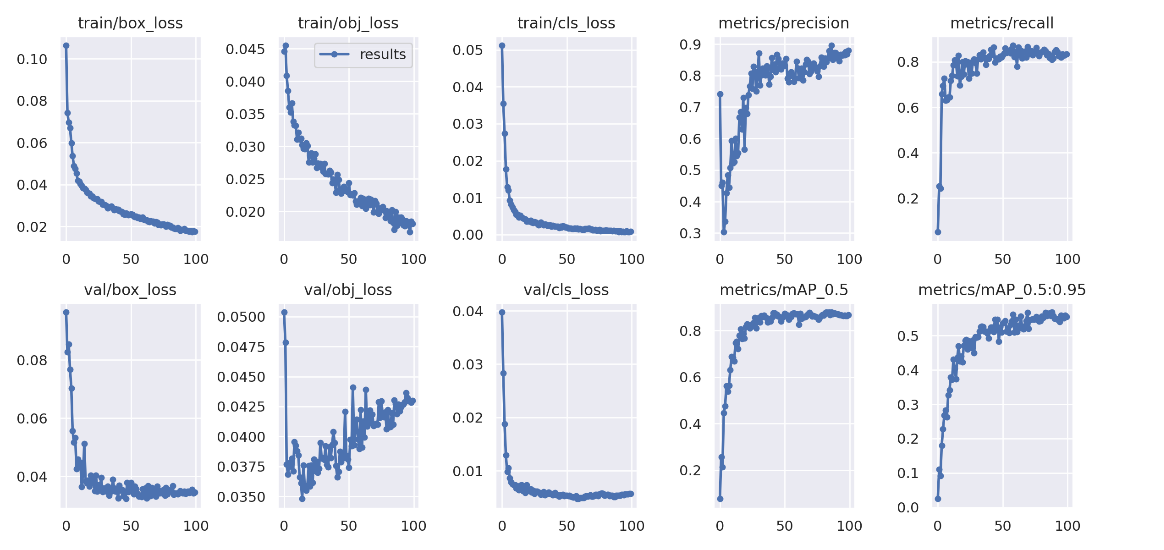 train/box_loss
train/obj_loss
train/cls_loss
metrics/precision
metrics/recall
0.10
0.08
0.06
0.04
0.02
0 50 100
0.045
0.040
0.035
0.030
0.025
0.020
results
0 50 100
0.05
0.04
0.03
0.02
0.01
0.00
0 50 100
0.9
0.8
0.7
0.6
0.5
0.4
0.3
0 50 100
0.8
0.6
0.4
0.2
0 50 100
val/box_loss
val/obj_loss
val/cls_loss
metrics/mAP_0.5
metrics/mAP_0.5:0.95
0.08
0.06
0.04
0 50 100
0.0500
0.0475
0.0450
0.0425
0.0400
0.0375
0.0350
0 50 100
0.04
0.03
0.02
0.01
0 50 100
0.8
0.6
0.4
0.2
0 50 100
0.5
0.4
0.3
0.2
0.1
0.0
0 50 100